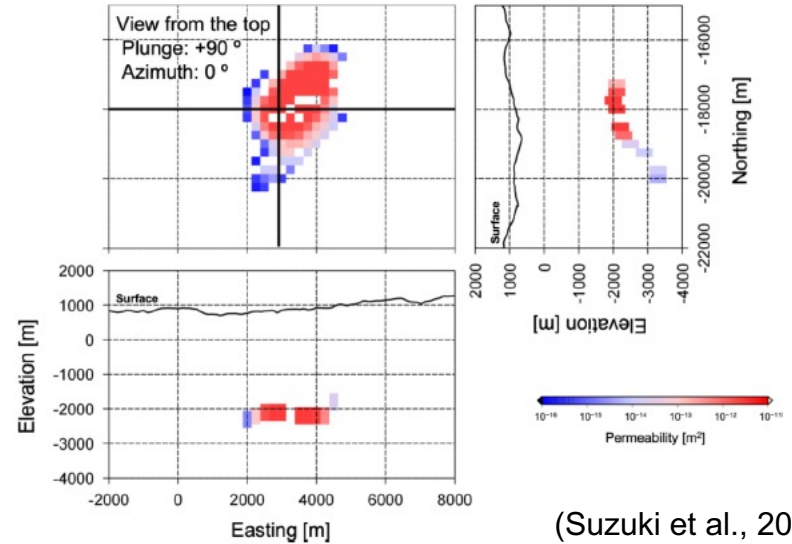 View from the top
Plunge: +90 º
Azimuth: 0 º
-16000
-18000
-20000
-22000
Northing [m]
Surface
2000
1000
0
-1000
-2000
-3000
-4000
Elevation [m]
2000
1000
0
-1000
-2000
-3000
-4000
Elevation [m]
Surface
-2000
0
2000
4000
6000
8000
Easting [m]
10⁻¹⁶ 10⁻¹⁵ 10⁻¹⁴ 10⁻¹³ 10⁻¹² 10⁻¹¹
Permeability [m²]
(Suzuki et al., 20